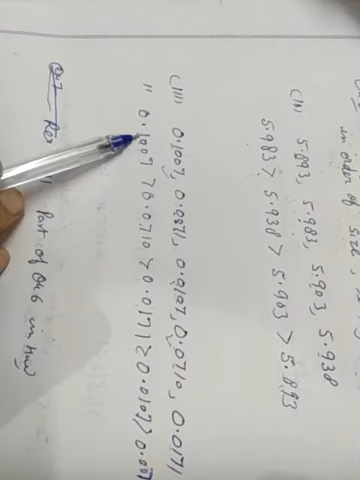 in order of size
(ii) 5.893, 5.983, 5.903, 5.938
5.983 > 5.938 > 5.903 > 5.893
(iii) 0.1007, 0.0071, 0.0107, 0.0710, 0.0171
" 0.1007 > 0.0710 > 0.0171 > 0.0107 > 0.007
Part of Qn 6 in HW